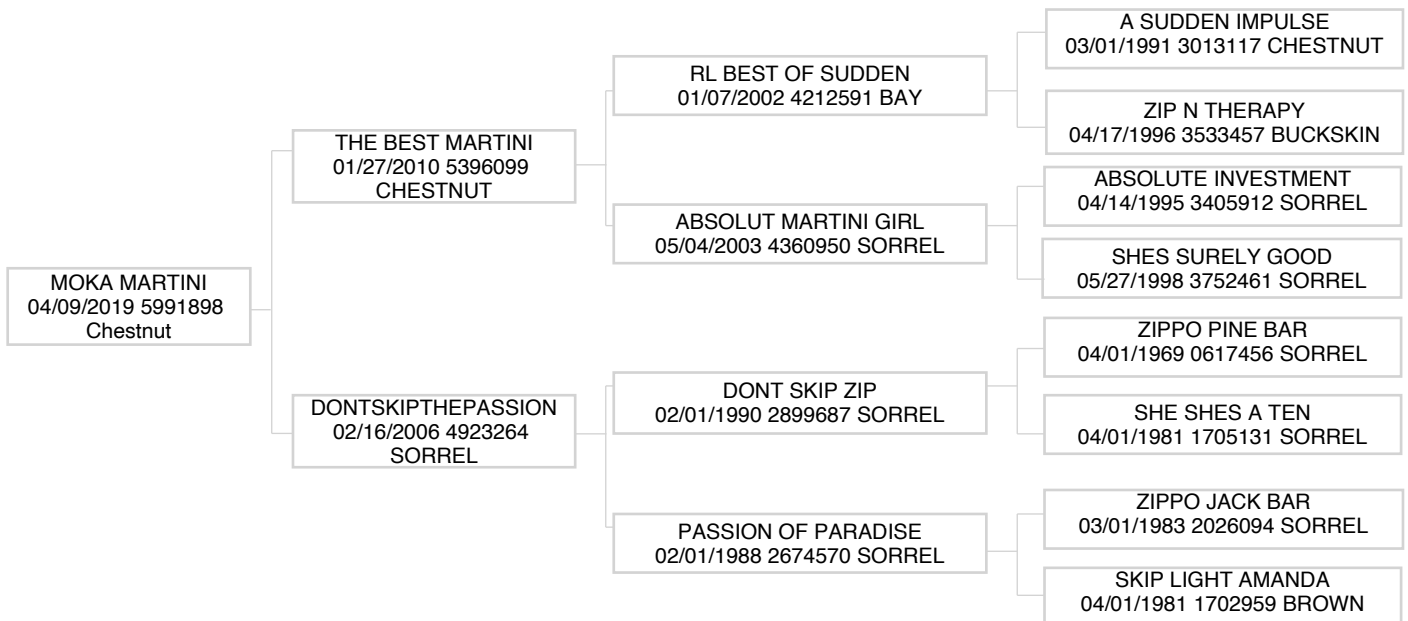 A SUDDEN IMPULSE
03/01/1991 3013117 CHESTNUT
RL BEST OF SUDDEN
01/07/2002 4212591 BAY
ZIP N THERAPY
04/17/1996 3533457 BUCKSKIN
THE BEST MARTINI
01/27/2010 5396099
CHESTNUT
ABSOLUTE INVESTMENT
04/14/1995 3405912 SORREL
ABSOLUT MARTINI GIRL
05/04/2003 4360950 SORREL
SHES SURELY GOOD
05/27/1998 3752461 SORREL
MOKA MARTINI
04/09/2019 5991898
Chestnut
ZIPPO PINE BAR
04/01/1969 0617456 SORREL
DONT SKIP ZIP
02/01/1990 2899687 SORREL
SHE SHES A TEN
04/01/1981 1705131 SORREL
DONTSKIPTHEPASSION
02/16/2006 4923264
SORREL
ZIPPO JACK BAR
03/01/1983 2026094 SORREL
PASSION OF PARADISE
02/01/1988 2674570 SORREL
SKIP LIGHT AMANDA
04/01/1981 1702959 BROWN